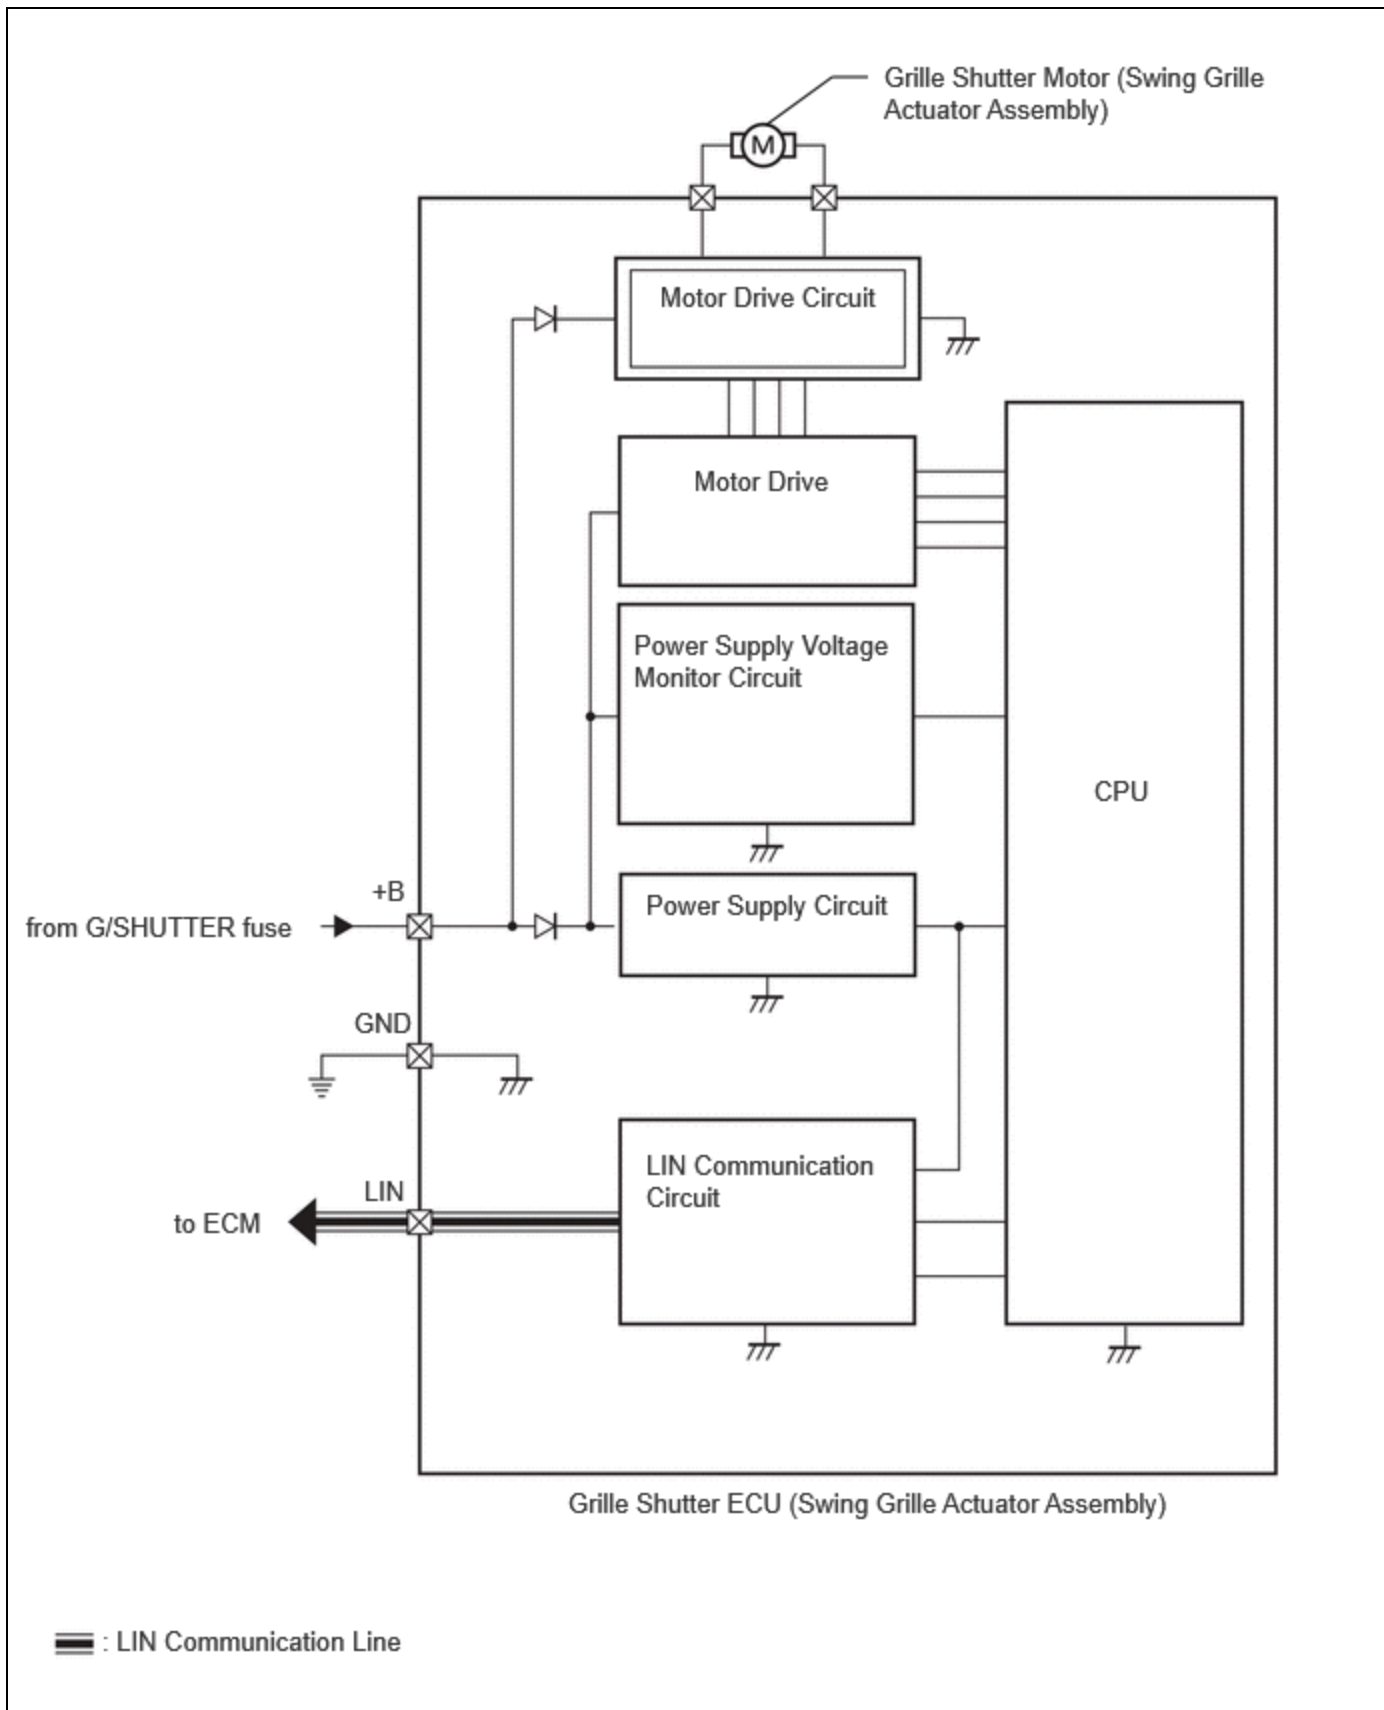 Grille Shutter Motor (Swing Grille
Actuator Assembly)
M
Motor Drive Circuit
Motor Drive
Power Supply Voltage
Monitor Circuit
CPU
+B
Power Supply Circuit
from G/SHUTTER fuse
GND
LIN Communication
Circuit
LIN
to ECM
Grille Shutter ECU (Swing Grille Actuator Assembly)
: LIN Communication Line